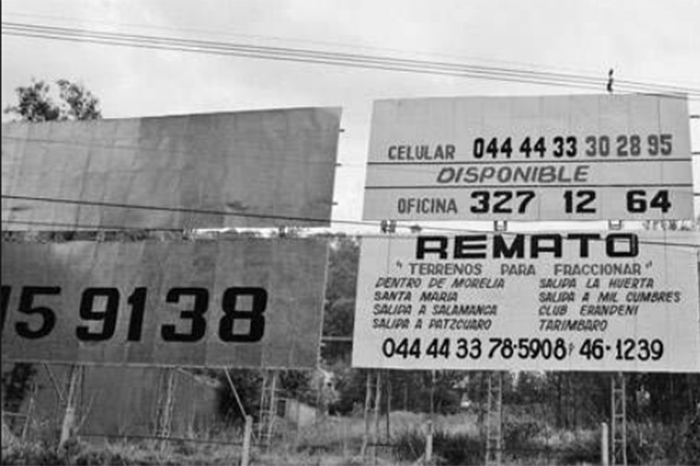 CELULAR 044 44 33 30 28 95
DISPONIBLE
OFICINA 327 12 64
15 9138
REMATO
"TERRENOS PARA FRACCIONAR"
DENTRO DE MORELIA SALIDA LA HUERTA
SANTA MARIA SALIDA A MIL CUMBRES
SALIDA A SALAMANCA CLUB ERANDENI
SALIDA A PATZCUARO TARIMBARO
044 44 33 78·5908 46·1239